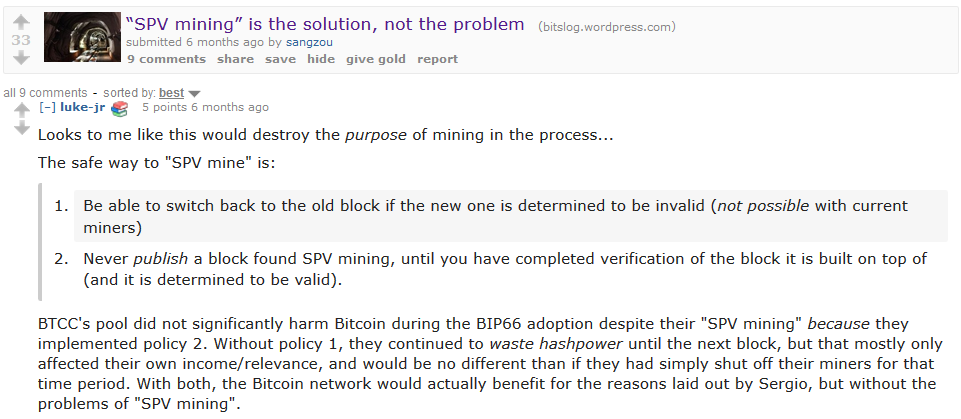 “SPV mining” is the solution, not the problem (bitslog.wordpress.com)
33
submitted 6 months ago by sangzou
9 comments share save hide give gold report
all 9 comments - sorted by: best
[-] luke-jr 5 points 6 months ago
Looks to me like this would destroy the purpose of mining in the process...
The safe way to "SPV mine" is:
1. Be able to switch back to the old block if the new one is determined to be invalid (not possible with current
miners)
2. Never publish a block found SPV mining, until you have completed verification of the block it is built on top of
(and it is determined to be valid).
BTCC's pool did not significantly harm Bitcoin during the BIP66 adoption despite their "SPV mining" because they
implemented policy 2. Without policy 1, they continued to waste hashpower until the next block, but that mostly only
affected their own income/relevance, and would be no different than if they had simply shut off their miners for that
time period. With both, the Bitcoin network would actually benefit for the reasons laid out by Sergio, but without the
problems of "SPV mining".